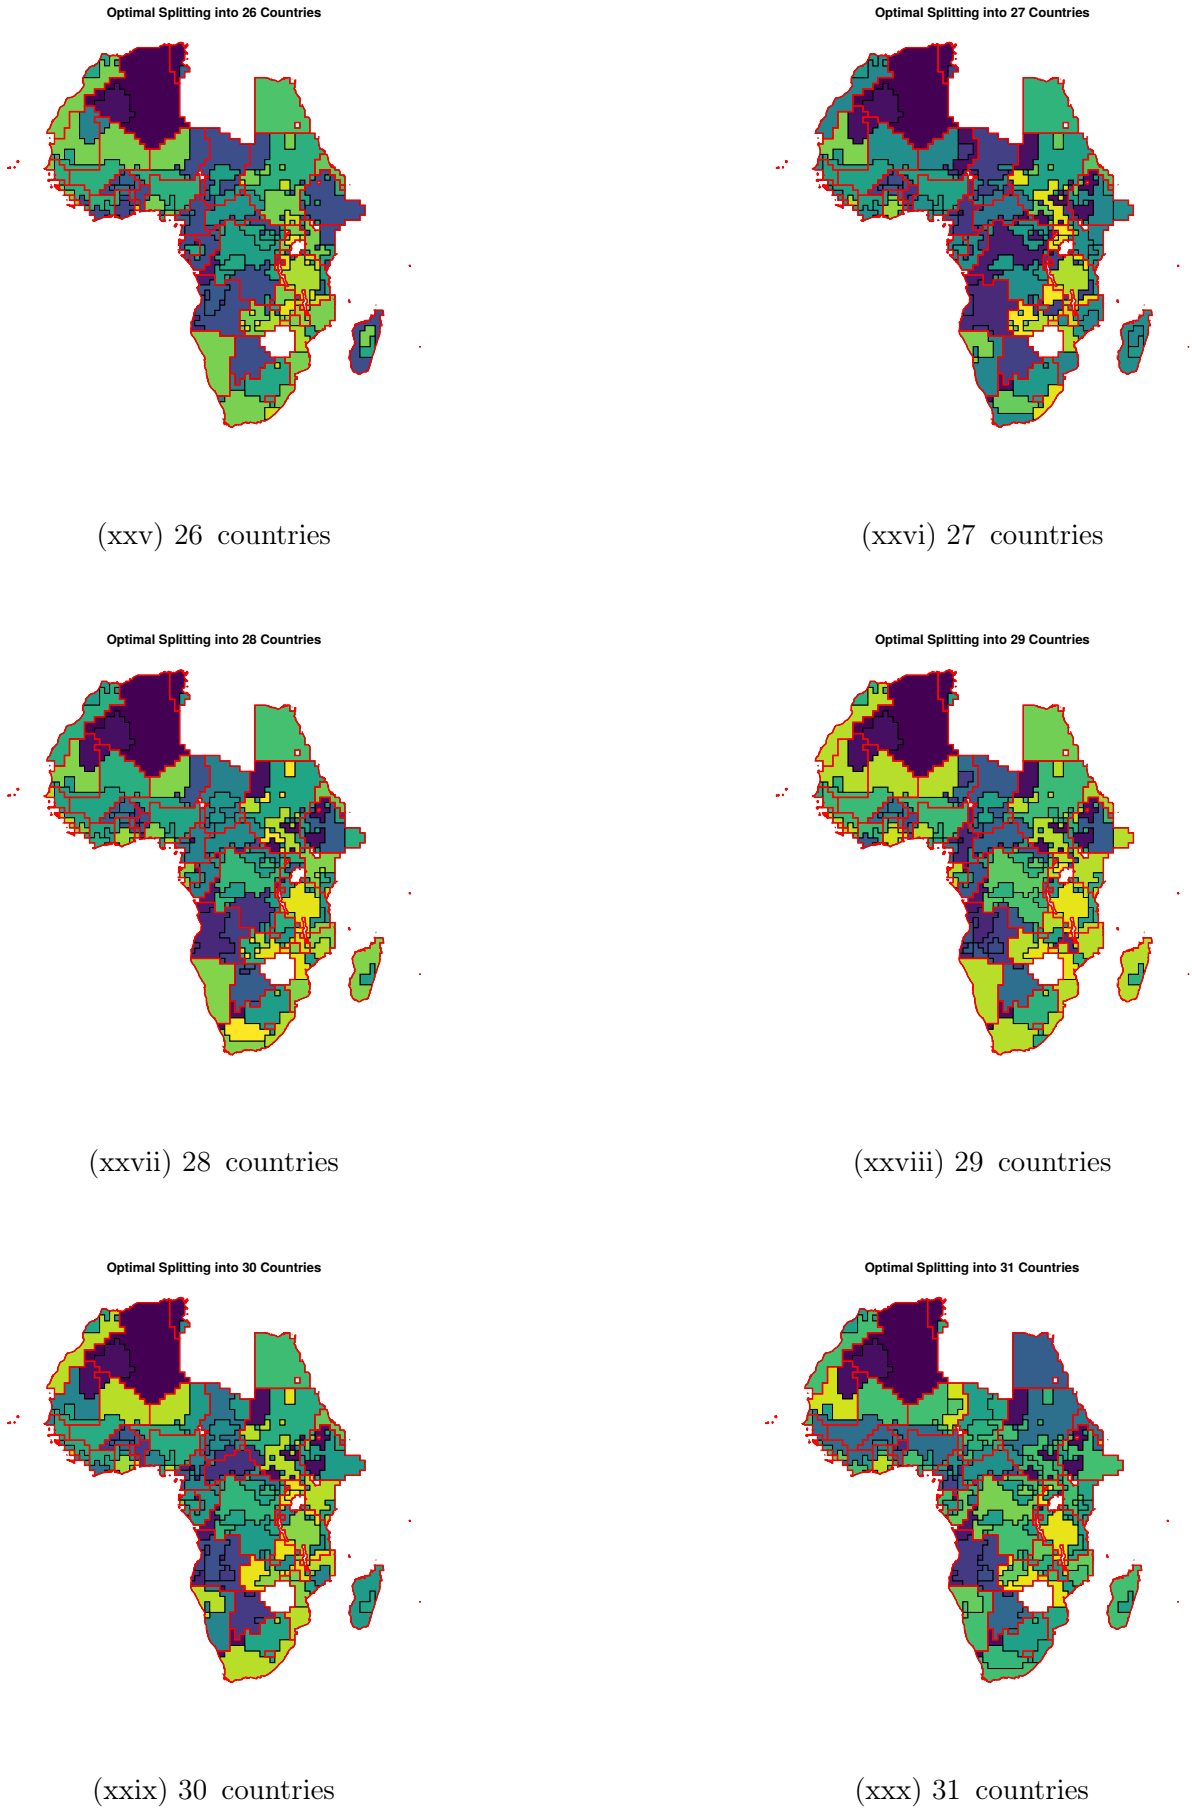 Optimal Splitting into 26 Countries
Optimal Splitting into 27 Countries
(xxv) 26 countries
(xxvi) 27 countries
Optimal Splitting into 28 Countries
Optimal Splitting into 29 Countries
(xxvii) 28 countries
(xxviii) 29 countries
Optimal Splitting into 30 Countries
Optimal Splitting into 31 Countries
(xxix) 30 countries
(xxx) 31 countries